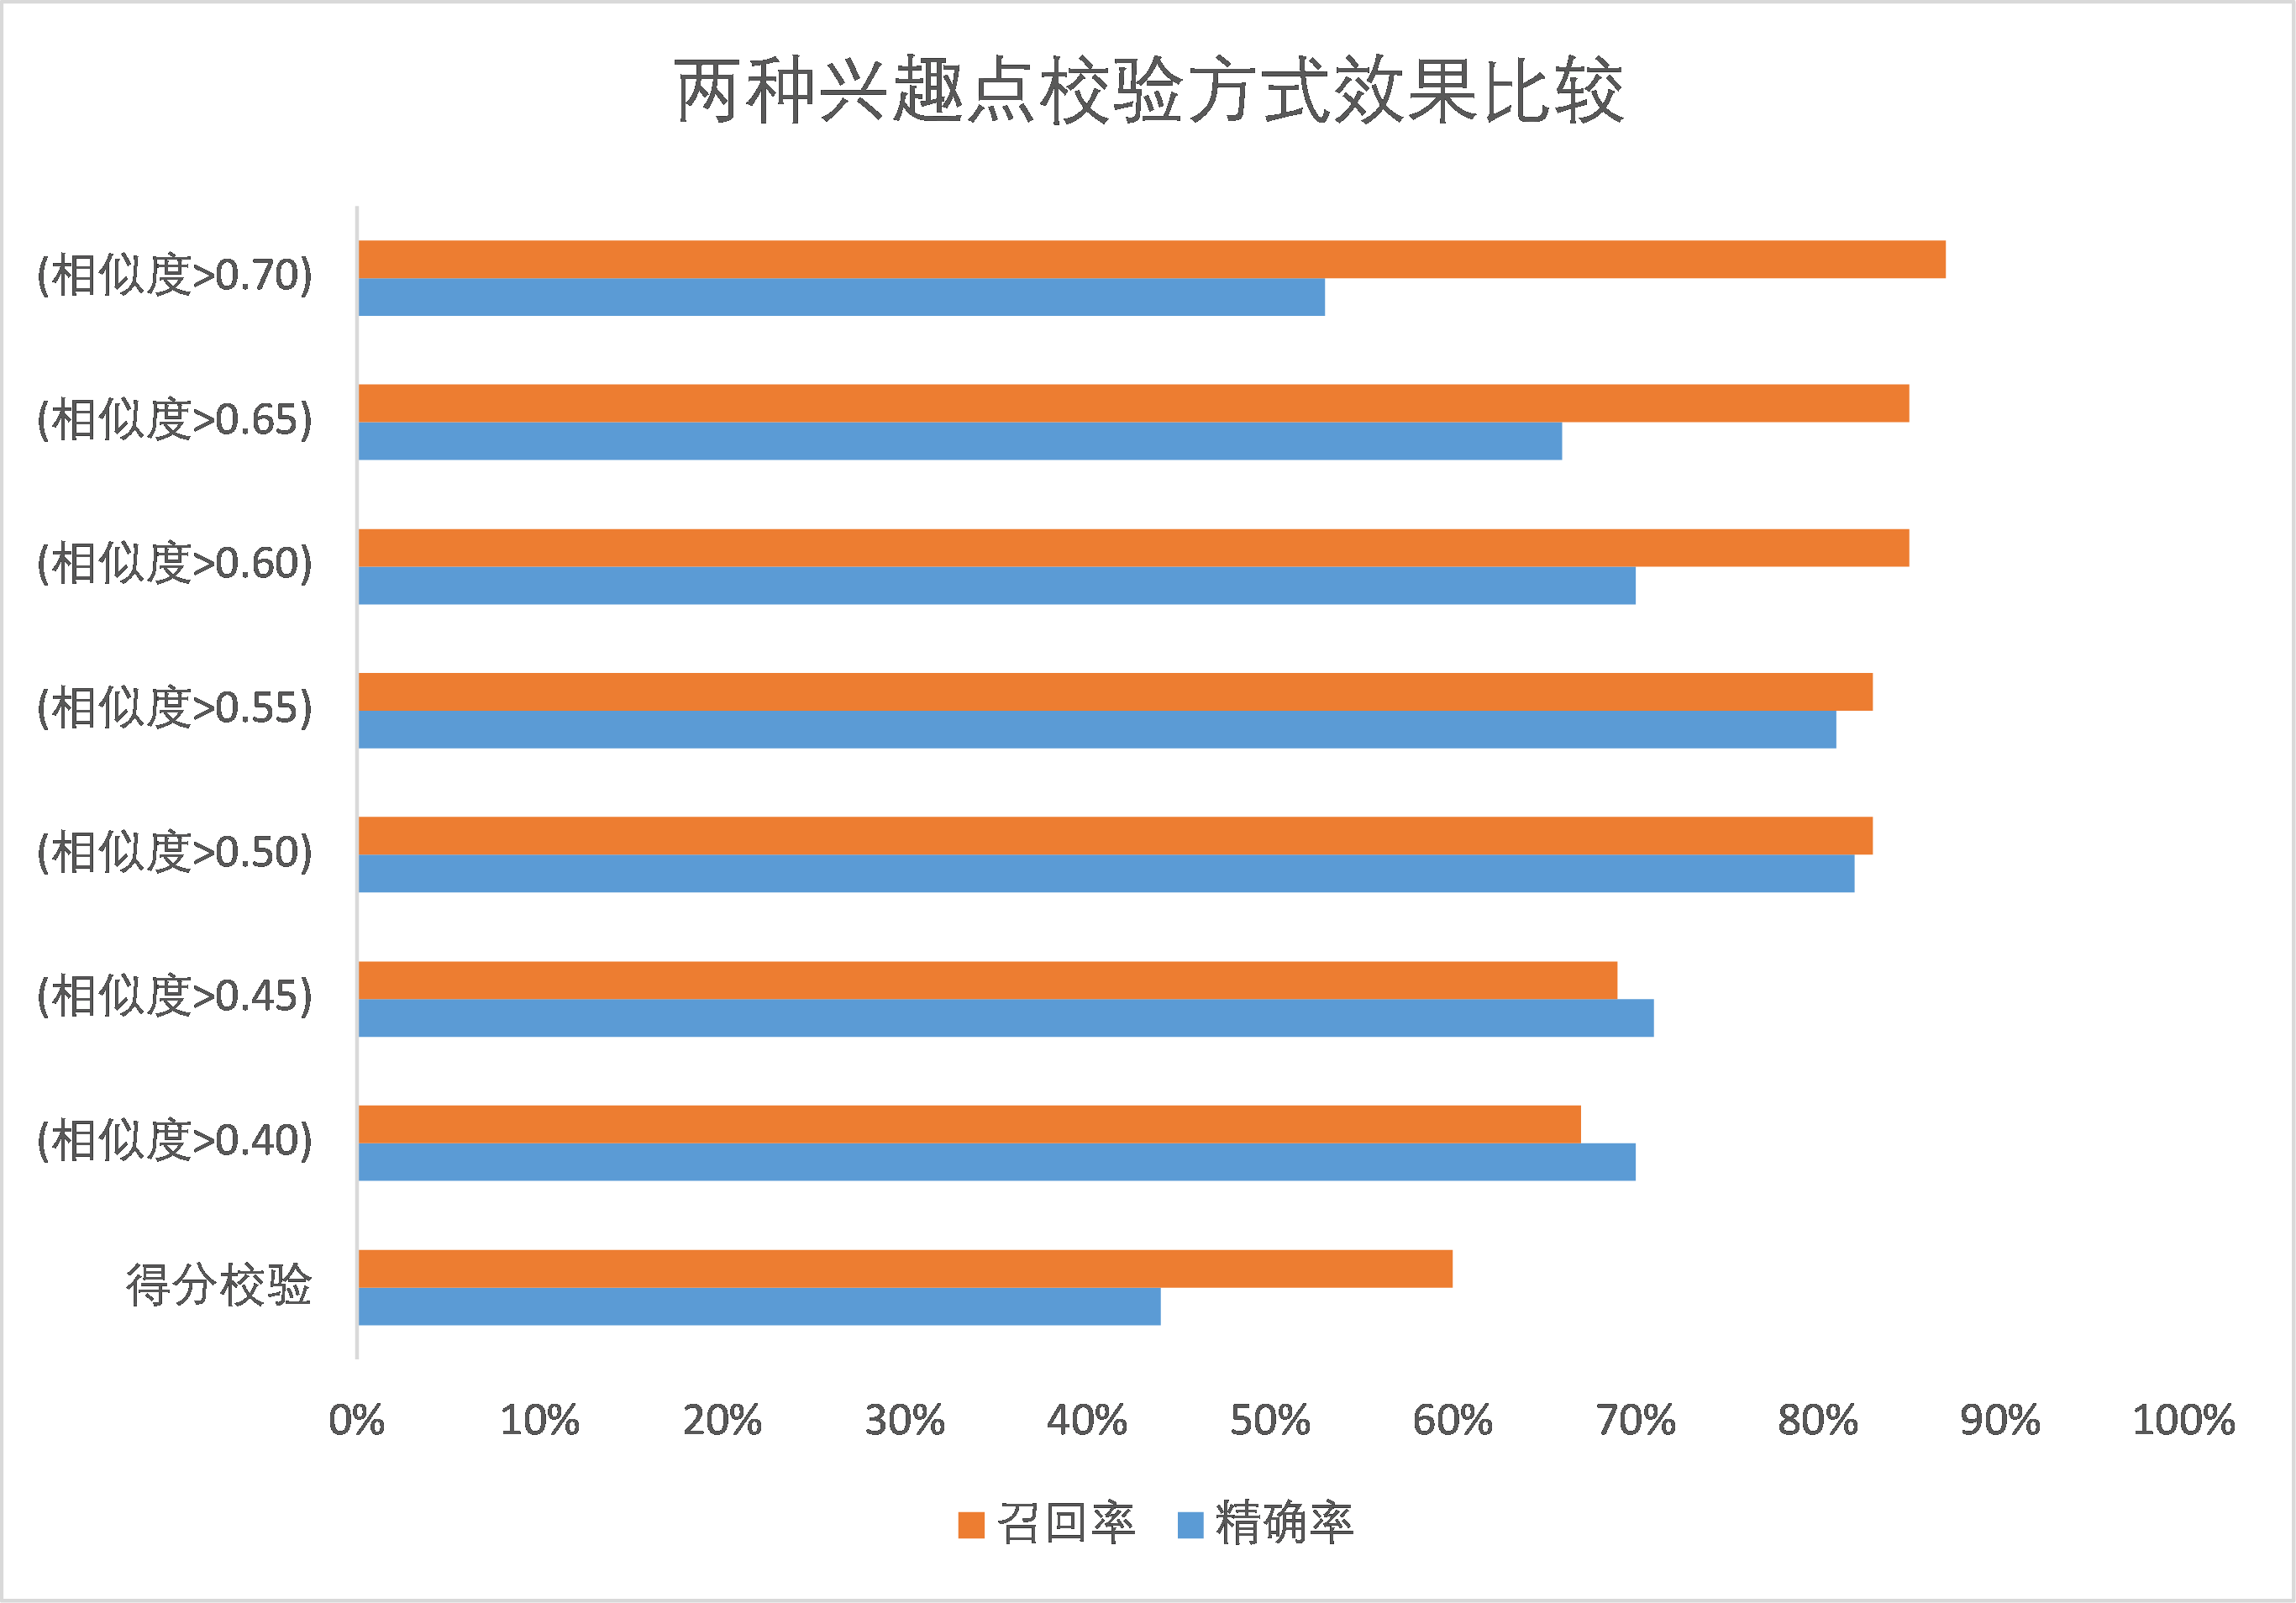 两种兴趣点校验方式效果比较
(相似度>0.70)
(相似度>0.65)
(相似度>0.60)
(相似度>0.55)
(相似度>0.50)
(相似度>0.45)
(相似度>0.40)
得分校验
0% 10% 20% 30% 40% 50% 60% 70% 80% 90% 100%
召回率 精确率